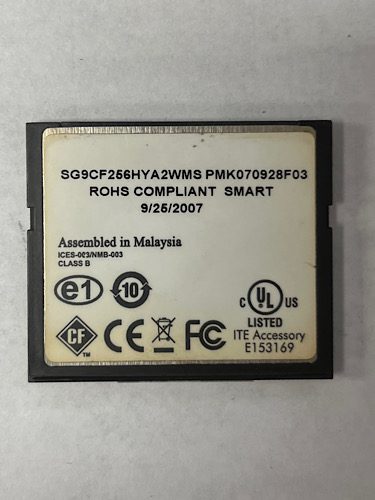 SG9CF256HYA2WMS PMK070928F03
ROHS COMPLIANT SMART
9/25/2007
Assembled in Malaysia
ICES-003/NMB-003
CLASS B
e1 10
C UL US
LISTED
ITE Accessory
E153169
CF TM CE FC